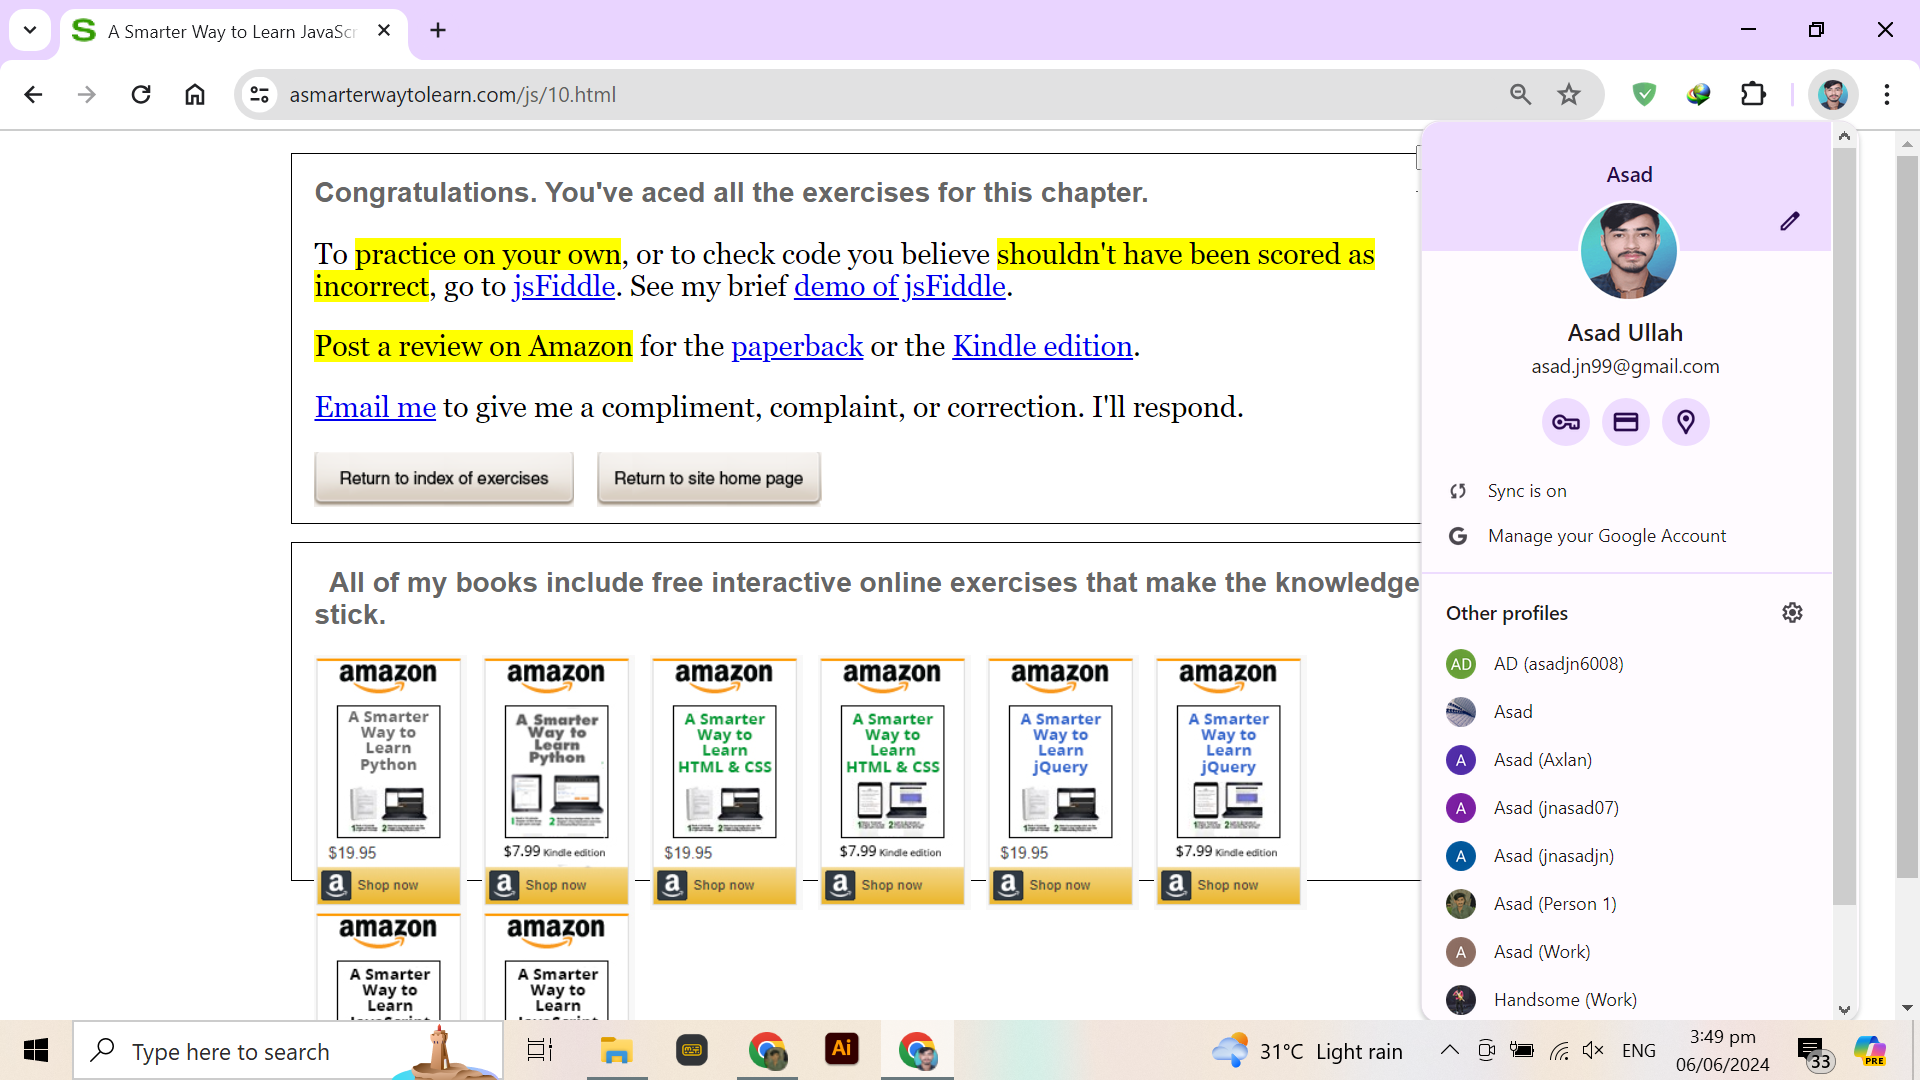 A Smarter Way to Learn JavaScr
asmarterwaytolearn.com/js/10.html
Congratulations. You've aced all the exercises for this chapter.
To practice on your own, or to check code you believe shouldn't have been scored as
incorrect, go to jsFiddle. See my brief demo of jsFiddle.
Post a review on Amazon for the paperback or the Kindle edition.
Email me to give me a compliment, complaint, or correction. I'll respond.
Return to index of exercises
Return to site home page
All of my books include free interactive online exercises that make the knowledge
stick.
amazon
A Smarter
Way to
Learn
Python
$19.95
Shop now
amazon
A Smarter
Way to
Learn
Python
$7.99 Kindle edition
Shop now
amazon
A Smarter
Way to
Learn
HTML & CSS
$19.95
Shop now
amazon
A Smarter
Way to
Learn
HTML & CSS
$7.99 Kindle edition
Shop now
amazon
A Smarter
Way to
Learn
jQuery
$19.95
Shop now
amazon
A Smarter
Way to
Learn
jQuery
$7.99 Kindle edition
Shop now
amazon
A Smarter
Way to
Learn
amazon
A Smarter
Way to
Learn
Asad
Asad Ullah
asad.jn99@gmail.com
Sync is on
Manage your Google Account
Other profiles
AD AD (asadjn6008)
Asad
A Asad (Axlan)
A Asad (jnasad07)
A Asad (jnasadjn)
Asad (Person 1)
A Asad (Work)
Handsome (Work)
Type here to search
Ai
31°C Light rain
ENG
3:49 pm
06/06/2024
33
PRE